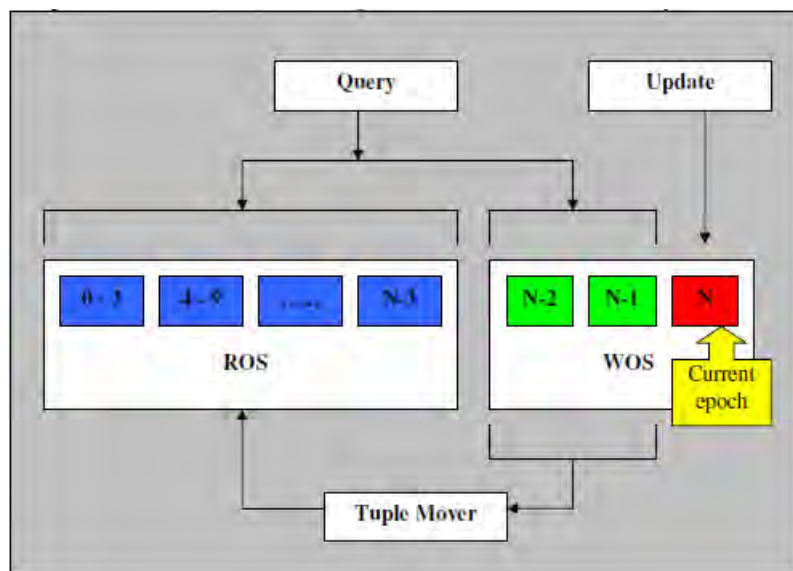 Query
Update
0 - 3
4 - 9
......
N-3
N-2
N-1
N
ROS
WOS
Current
epoch
Tuple Mover